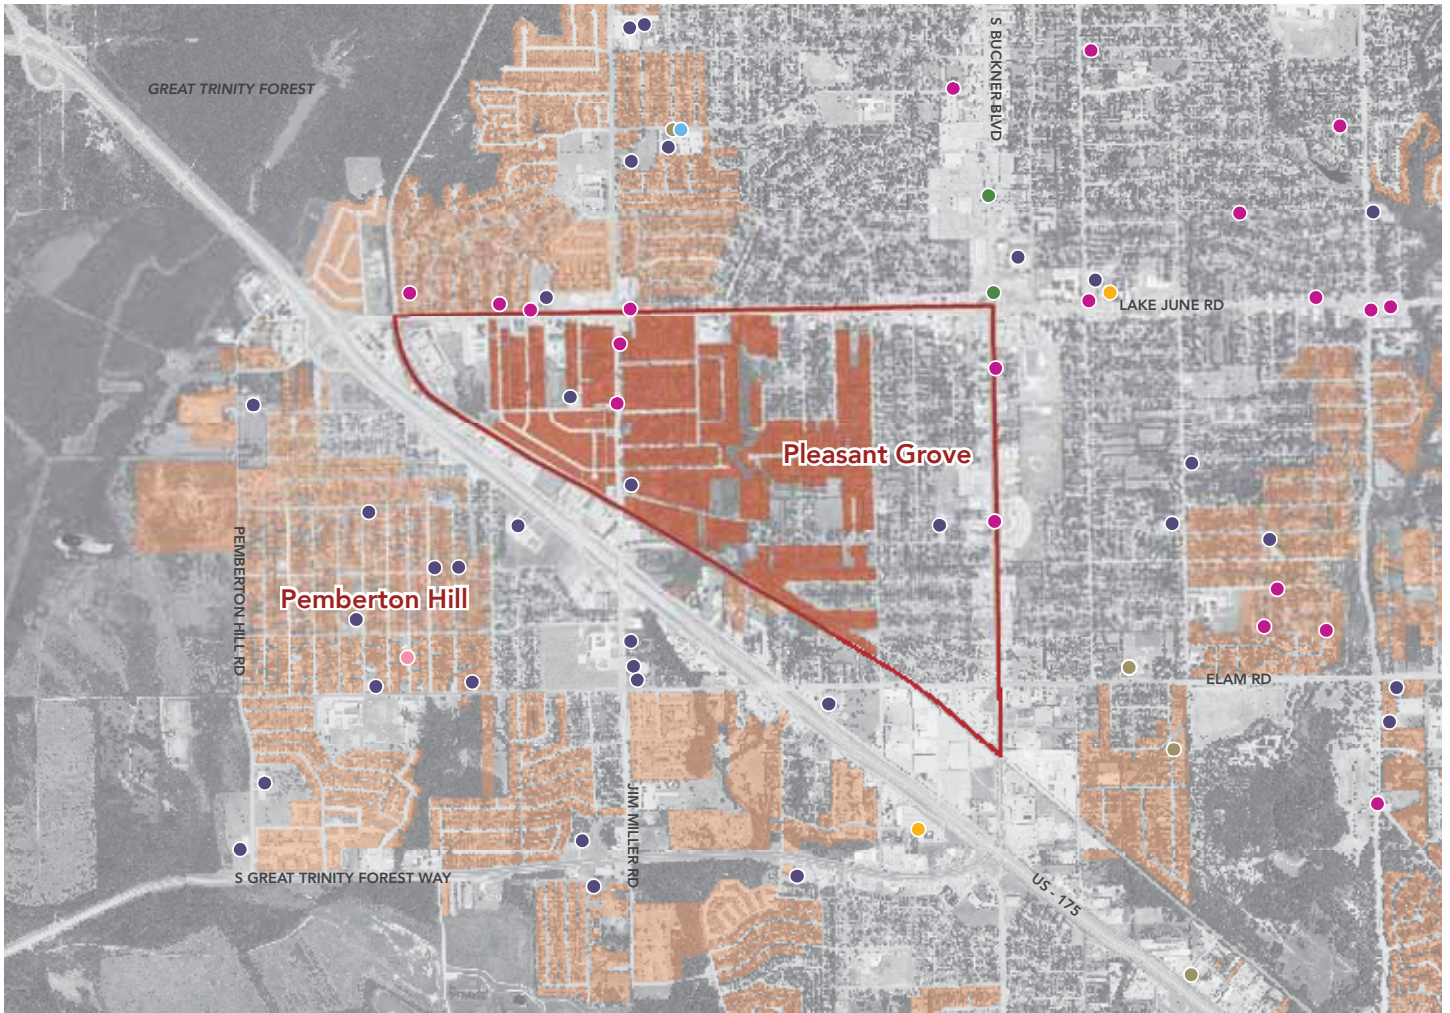 GREAT TRINITY FOREST
S BUCKNER BLVD
LAKE JUNE RD
Pleasant Grove
PEMBERTON HILL RD
Pemberton Hill
ELAM RD
JIM MILLER RD
S GREAT TRINITY FOREST WAY
US - 175